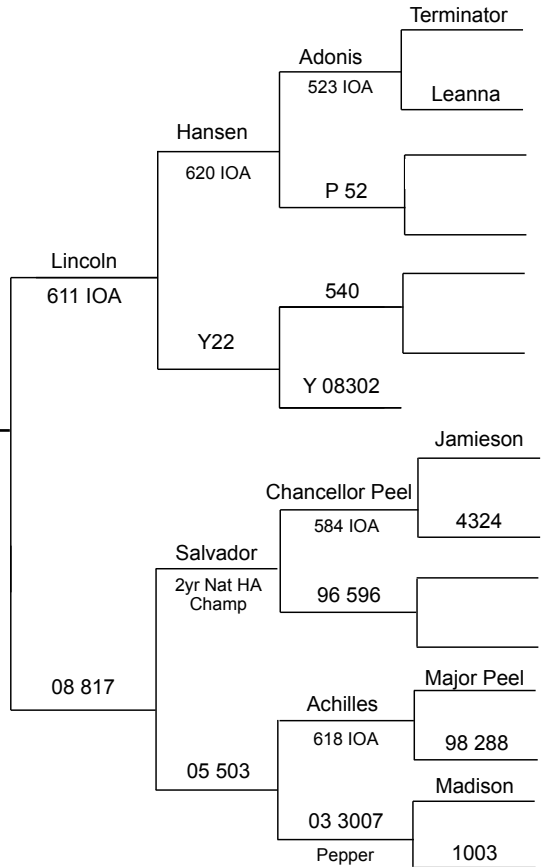 Terminator
Adonis
523 IOA
Leanna
Hansen
620 IOA
P 52
Lincoln
611 IOA
540
Y22
Y 08302
Jamieson
Chancellor Peel
584 IOA
4324
Salvador
2yr Nat HA
Champ
96 596
08 817
Major Peel
Achilles
618 IOA
98 288
05 503
Madison
03 3007
Pepper
1003